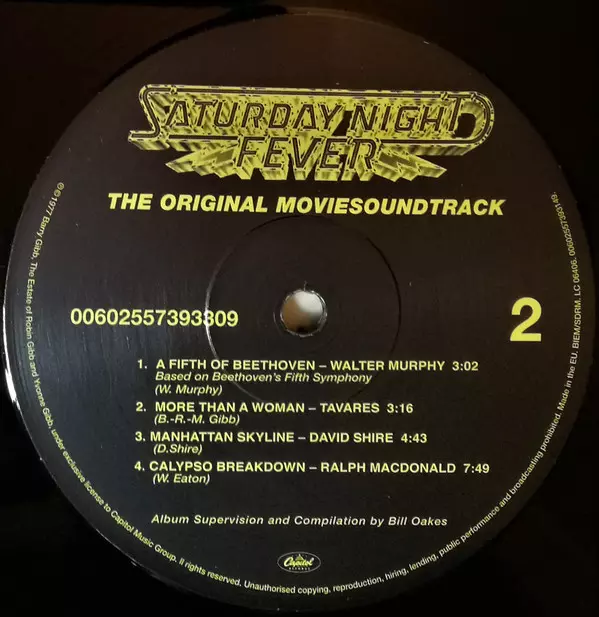 SATURDAY NIGHT
FEVER
THE ORIGINAL MOVIESOUNDTRACK
00602557393309
2
1. A FIFTH OF BEETHOVEN – WALTER MURPHY 3:02
Based on Beethoven's Fifth Symphony
(W. Murphy)
2. MORE THAN A WOMAN – TAVARES 3:16
(B.-R.-M. Gibb)
3. MANHATTAN SKYLINE – DAVID SHIRE 4:43
(D.Shire)
4. CALYPSO BREAKDOWN – RALPH MACDONALD 7:49
(W. Eaton)
Album Supervision and Compilation by Bill Oakes
Capitol
RECORDS
℗©1977 Barry Gibb, The Estate of Robin Gibb and Yvonne Gibb, under exclusive license to Capitol Music Group. ll rights reserved. Unauthorised copying, reproduction, hiring, lending, public performance and broadcasting prohibited. Made in the EU. BIEM/SDRM. LC 06406. 00602557393149.